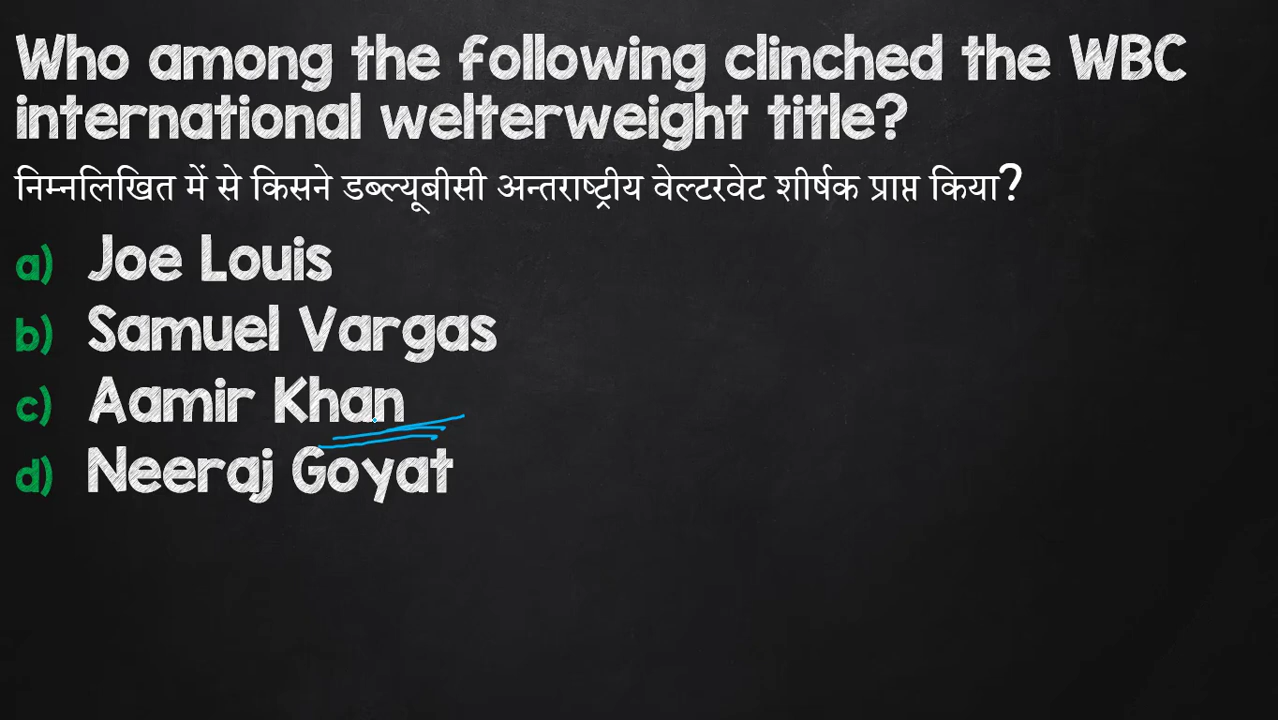 Who among the following clinched the WBC
international welterweight title?
निम्नलिखित में से किसने डब्ल्यूबीसी अन्तराष्ट्रीय वेल्टरवेट शीर्षक प्राप्त किया?
a) Joe Louis
b) Samuel Vargas
c) Aamir Khan
d) Neeraj Goyat